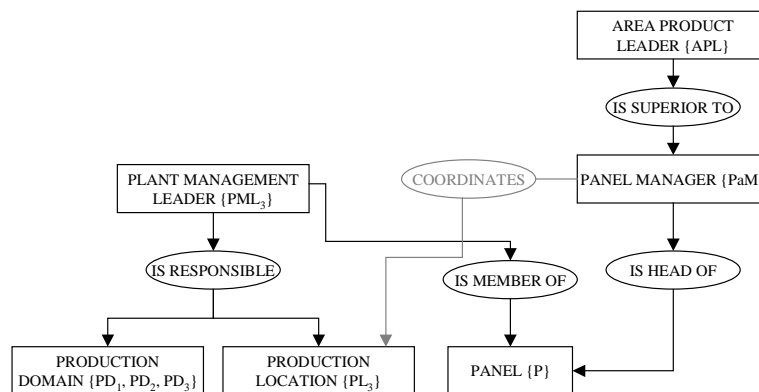 AREA PRODUCT
LEADER {APL}
IS SUPERIOR TO
PLANT MANAGEMENT
LEADER {PML₃}
COORDINATES
PANEL MANAGER {PaM
IS RESPONSIBLE
IS MEMBER OF
IS HEAD OF
PRODUCTION
DOMAIN {PD₁, PD₂, PD₃}
PRODUCTION
LOCATION {PL₃}
PANEL {P}